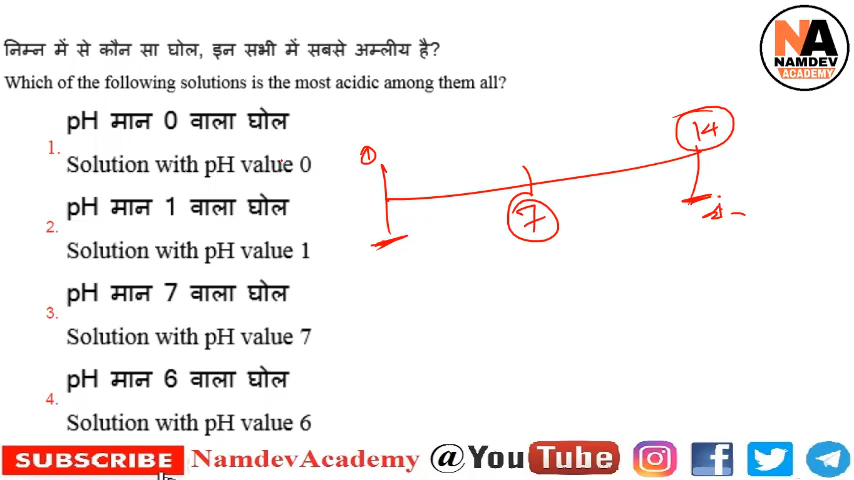 निम्न में से कौन सा घोल, इन सभी में सबसे अम्लीय है?
Which of the following solutions is the most acidic among them all?
NA
NAMDEV
ACADEMY
pH मान 0 वाला घोल
1.
Solution with pH value 0
pH मान 1 वाला घोल
2.
Solution with pH value 1
pH मान 7 वाला घोल
3.
Solution with pH value 7
pH मान 6 वाला घोल
4.
Solution with pH value 6
14
7
SUBSCRIBE NamdevAcademy @YouTube